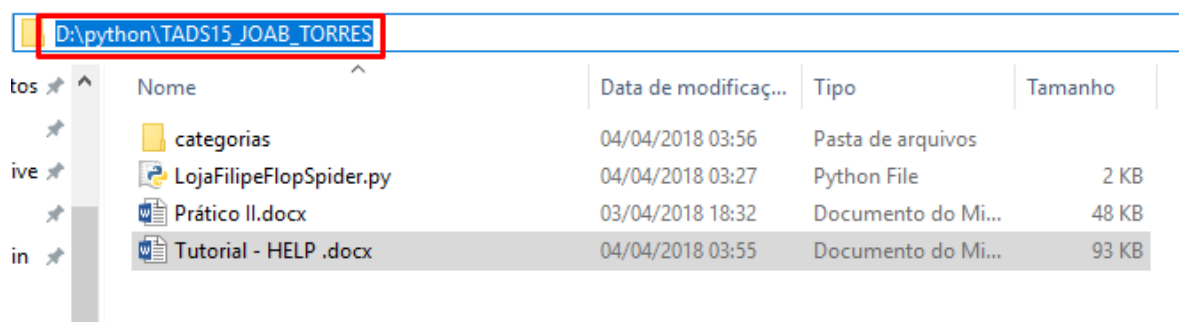 D:\python\TADS15_JOAB_TORRES
tos Nome Data de modificaç... Tipo Tamanho
categorias 04/04/2018 03:56 Pasta de arquivos
ive LojaFilipeFlopSpider.py 04/04/2018 03:27 Python File 2 KB
Prático II.docx 03/04/2018 18:32 Documento do Mi... 48 KB
in Tutorial - HELP .docx 04/04/2018 03:55 Documento do Mi... 93 KB